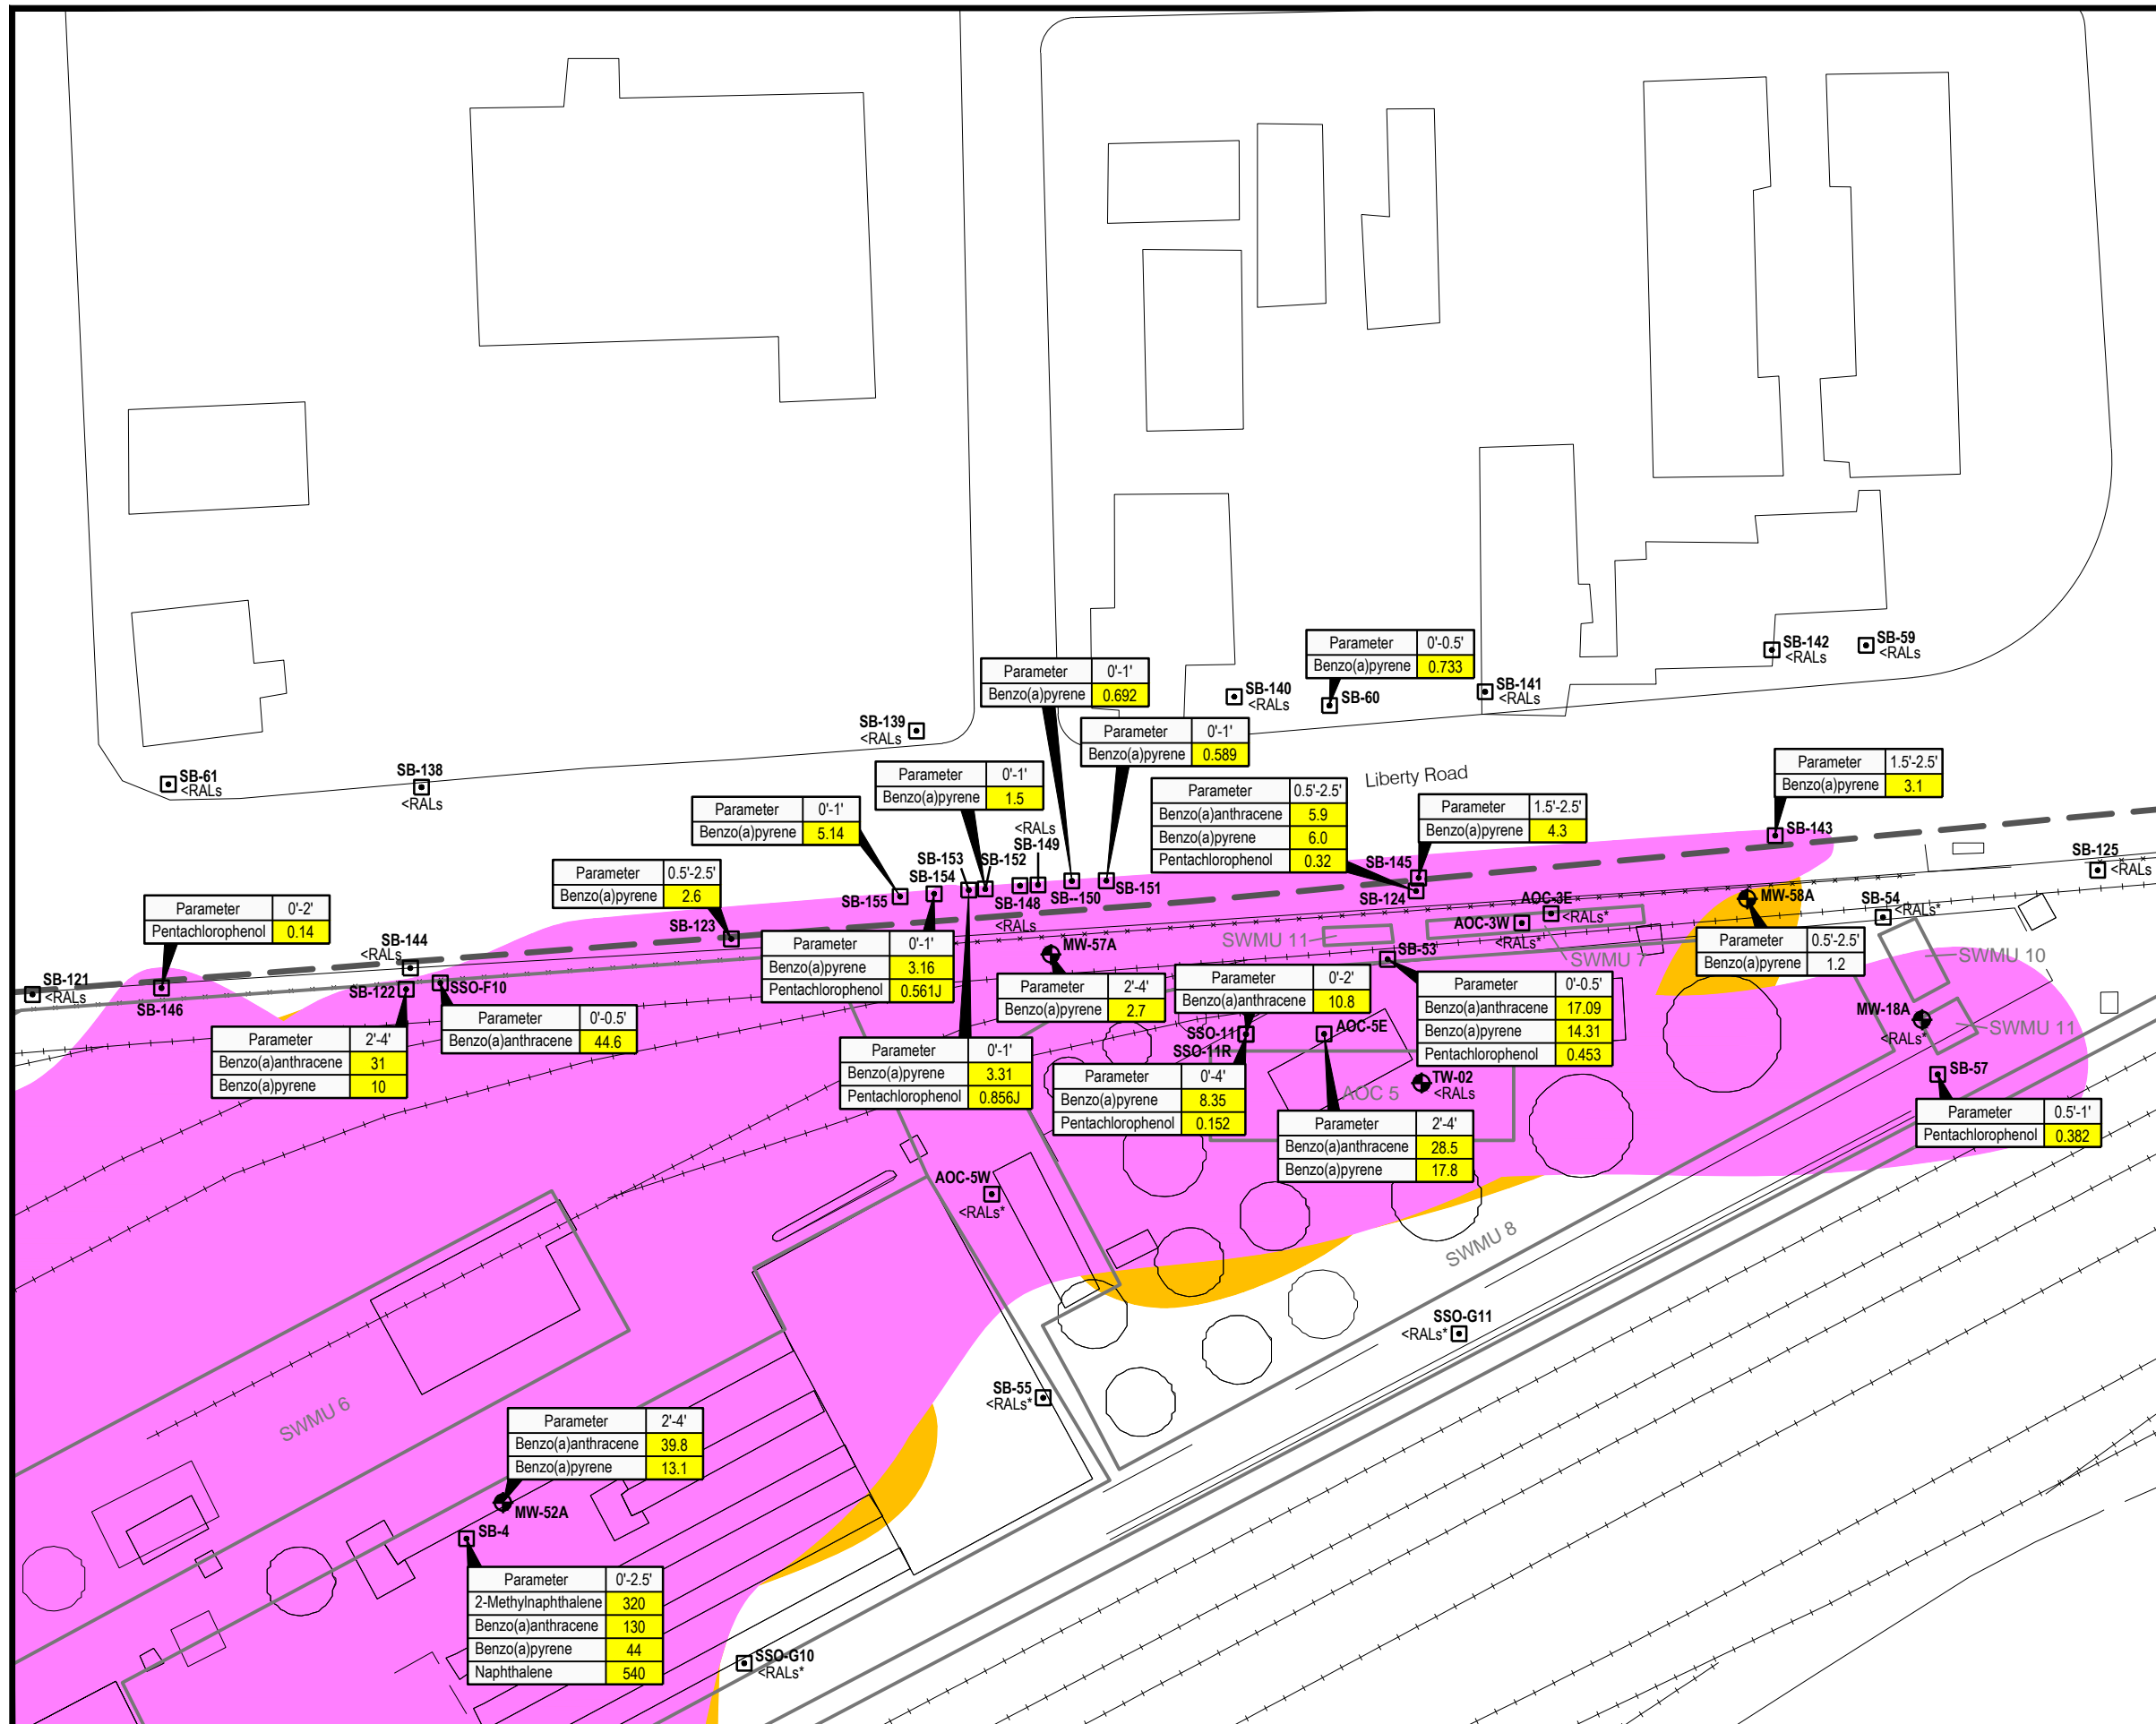 Parameter 0'-0.5'
Benzo(a)pyrene 0.733
SB-60
SB-142
<RALs
SB-59
<RALs
SB-141
<RALs
SB-140
<RALs
Parameter 0'-1'
Benzo(a)pyrene 0.692
Parameter 0'-1'
Benzo(a)pyrene 0.589
SB-139
<RALs
SB-61
<RALs
SB-138
<RALs
Liberty Road
Parameter 0'-1'
Benzo(a)pyrene 1.5
Parameter 0'-1'
Benzo(a)pyrene 5.14
Parameter 0.5'-2.5'
Benzo(a)anthracene 5.9
Benzo(a)pyrene 6.0
Pentachlorophenol 0.32
Parameter 1.5'-2.5'
Benzo(a)pyrene 4.3
Parameter 1.5'-2.5'
Benzo(a)pyrene 3.1
SB-143
SB-125
<RALs
<RALs
SB-149
SB-153
SB-152
SB-154
SB-155
SB-148
<RALs
SB--150
SB-151
SB-145
SB-124
Parameter 0.5'-2.5'
Benzo(a)pyrene 2.6
SB-123
Parameter 0'-2'
Pentachlorophenol 0.14
SB-144
<RALs
SB-121
<RALs
SB-146
SB-122
SSO-F10
AOC-3E
<RALs*
AOC-3W
<RALs*
MW-58A
SB-54
<RALs*
SWMU 11
SWMU 7
SB-53
MW-57A
Parameter 0'-1'
Benzo(a)pyrene 3.16
Pentachlorophenol 0.561J
Parameter 2'-4'
Benzo(a)pyrene 2.7
Parameter 0'-2'
Benzo(a)anthracene 10.8
Parameter 0'-0.5'
Benzo(a)anthracene 17.09
Benzo(a)pyrene 14.31
Pentachlorophenol 0.453
Parameter 0.5'-2.5'
Benzo(a)pyrene 1.2
SWMU 10
MW-18A
<RALs*
SWMU 11
Parameter 2'-4'
Benzo(a)anthracene 31
Benzo(a)pyrene 10
Parameter 0'-0.5'
Benzo(a)anthracene 44.6
Parameter 0'-1'
Benzo(a)pyrene 3.31
Pentachlorophenol 0.856J
SSO-11
SSO-11R
AOC-5E
Parameter 0'-4'
Benzo(a)pyrene 8.35
Pentachlorophenol 0.152
TW-02
<RALs
AOC 5
SB-57
Parameter 0.5'-1'
Pentachlorophenol 0.382
Parameter 2'-4'
Benzo(a)anthracene 28.5
Benzo(a)pyrene 17.8
AOC-5W
<RALs*
SWMU 8
SSO-G11
<RALs*
SB-55
<RALs*
SWMU 6
Parameter 2'-4'
Benzo(a)anthracene 39.8
Benzo(a)pyrene 13.1
MW-52A
SB-4
Parameter 0'-2.5'
2-Methylnaphthalene 320
Benzo(a)anthracene 130
Benzo(a)pyrene 44
Naphthalene 540
SSO-G10
<RALs*